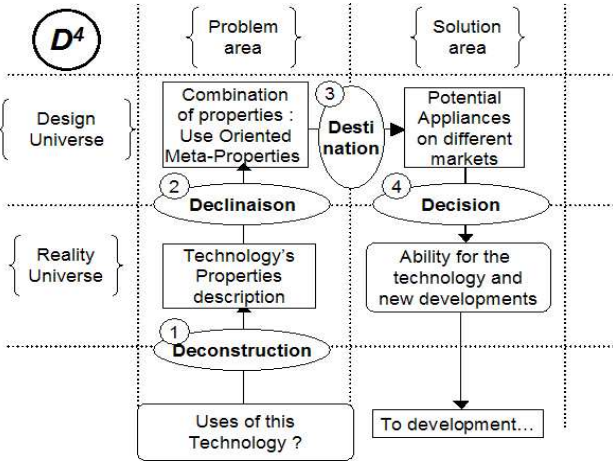 D4
Problem
area
Solution
area
Design
Universe
Combination
of properties :
Use Oriented
Meta-Properties
3
Desti
nation
Potential
Appliances
on different
markets
2
Declinaison
4
Decision
Reality
Universe
Technology's
Properties
description
Ability for the
technology and
new developments
1
Deconstruction
Uses of this
Technology ?
To development...